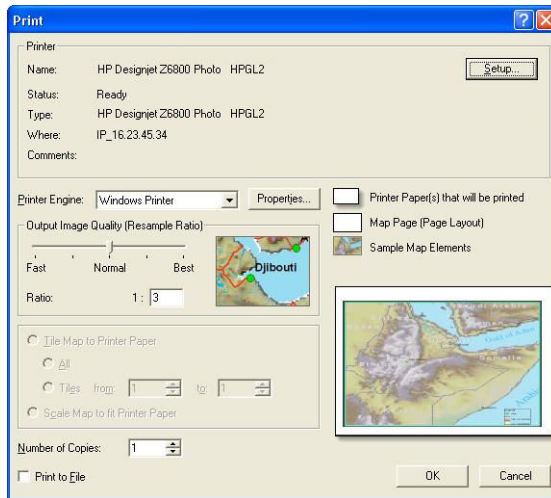 Print
Printer
Name: HP Designjet Z6800 Photo HPGL2
Setup...
Status: Ready
Type: HP Designjet Z6800 Photo HPGL2
Where: IP_16.23.45.34
Comments:
Printer Engine: Windows Printer Properties...
Printer Paper(s) that will be printed
Map Page (Page Layout)
Sample Map Elements
Output Image Quality (Resample Ratio)
Fast Normal Best
Ratio: 1 : 3
Djibouti
Tile Map to Printer Paper
All
Tiles from: 1 to: 1
Scale Map to fit Printer Paper
Number of Copies: 1
Print to File
OK Cancel